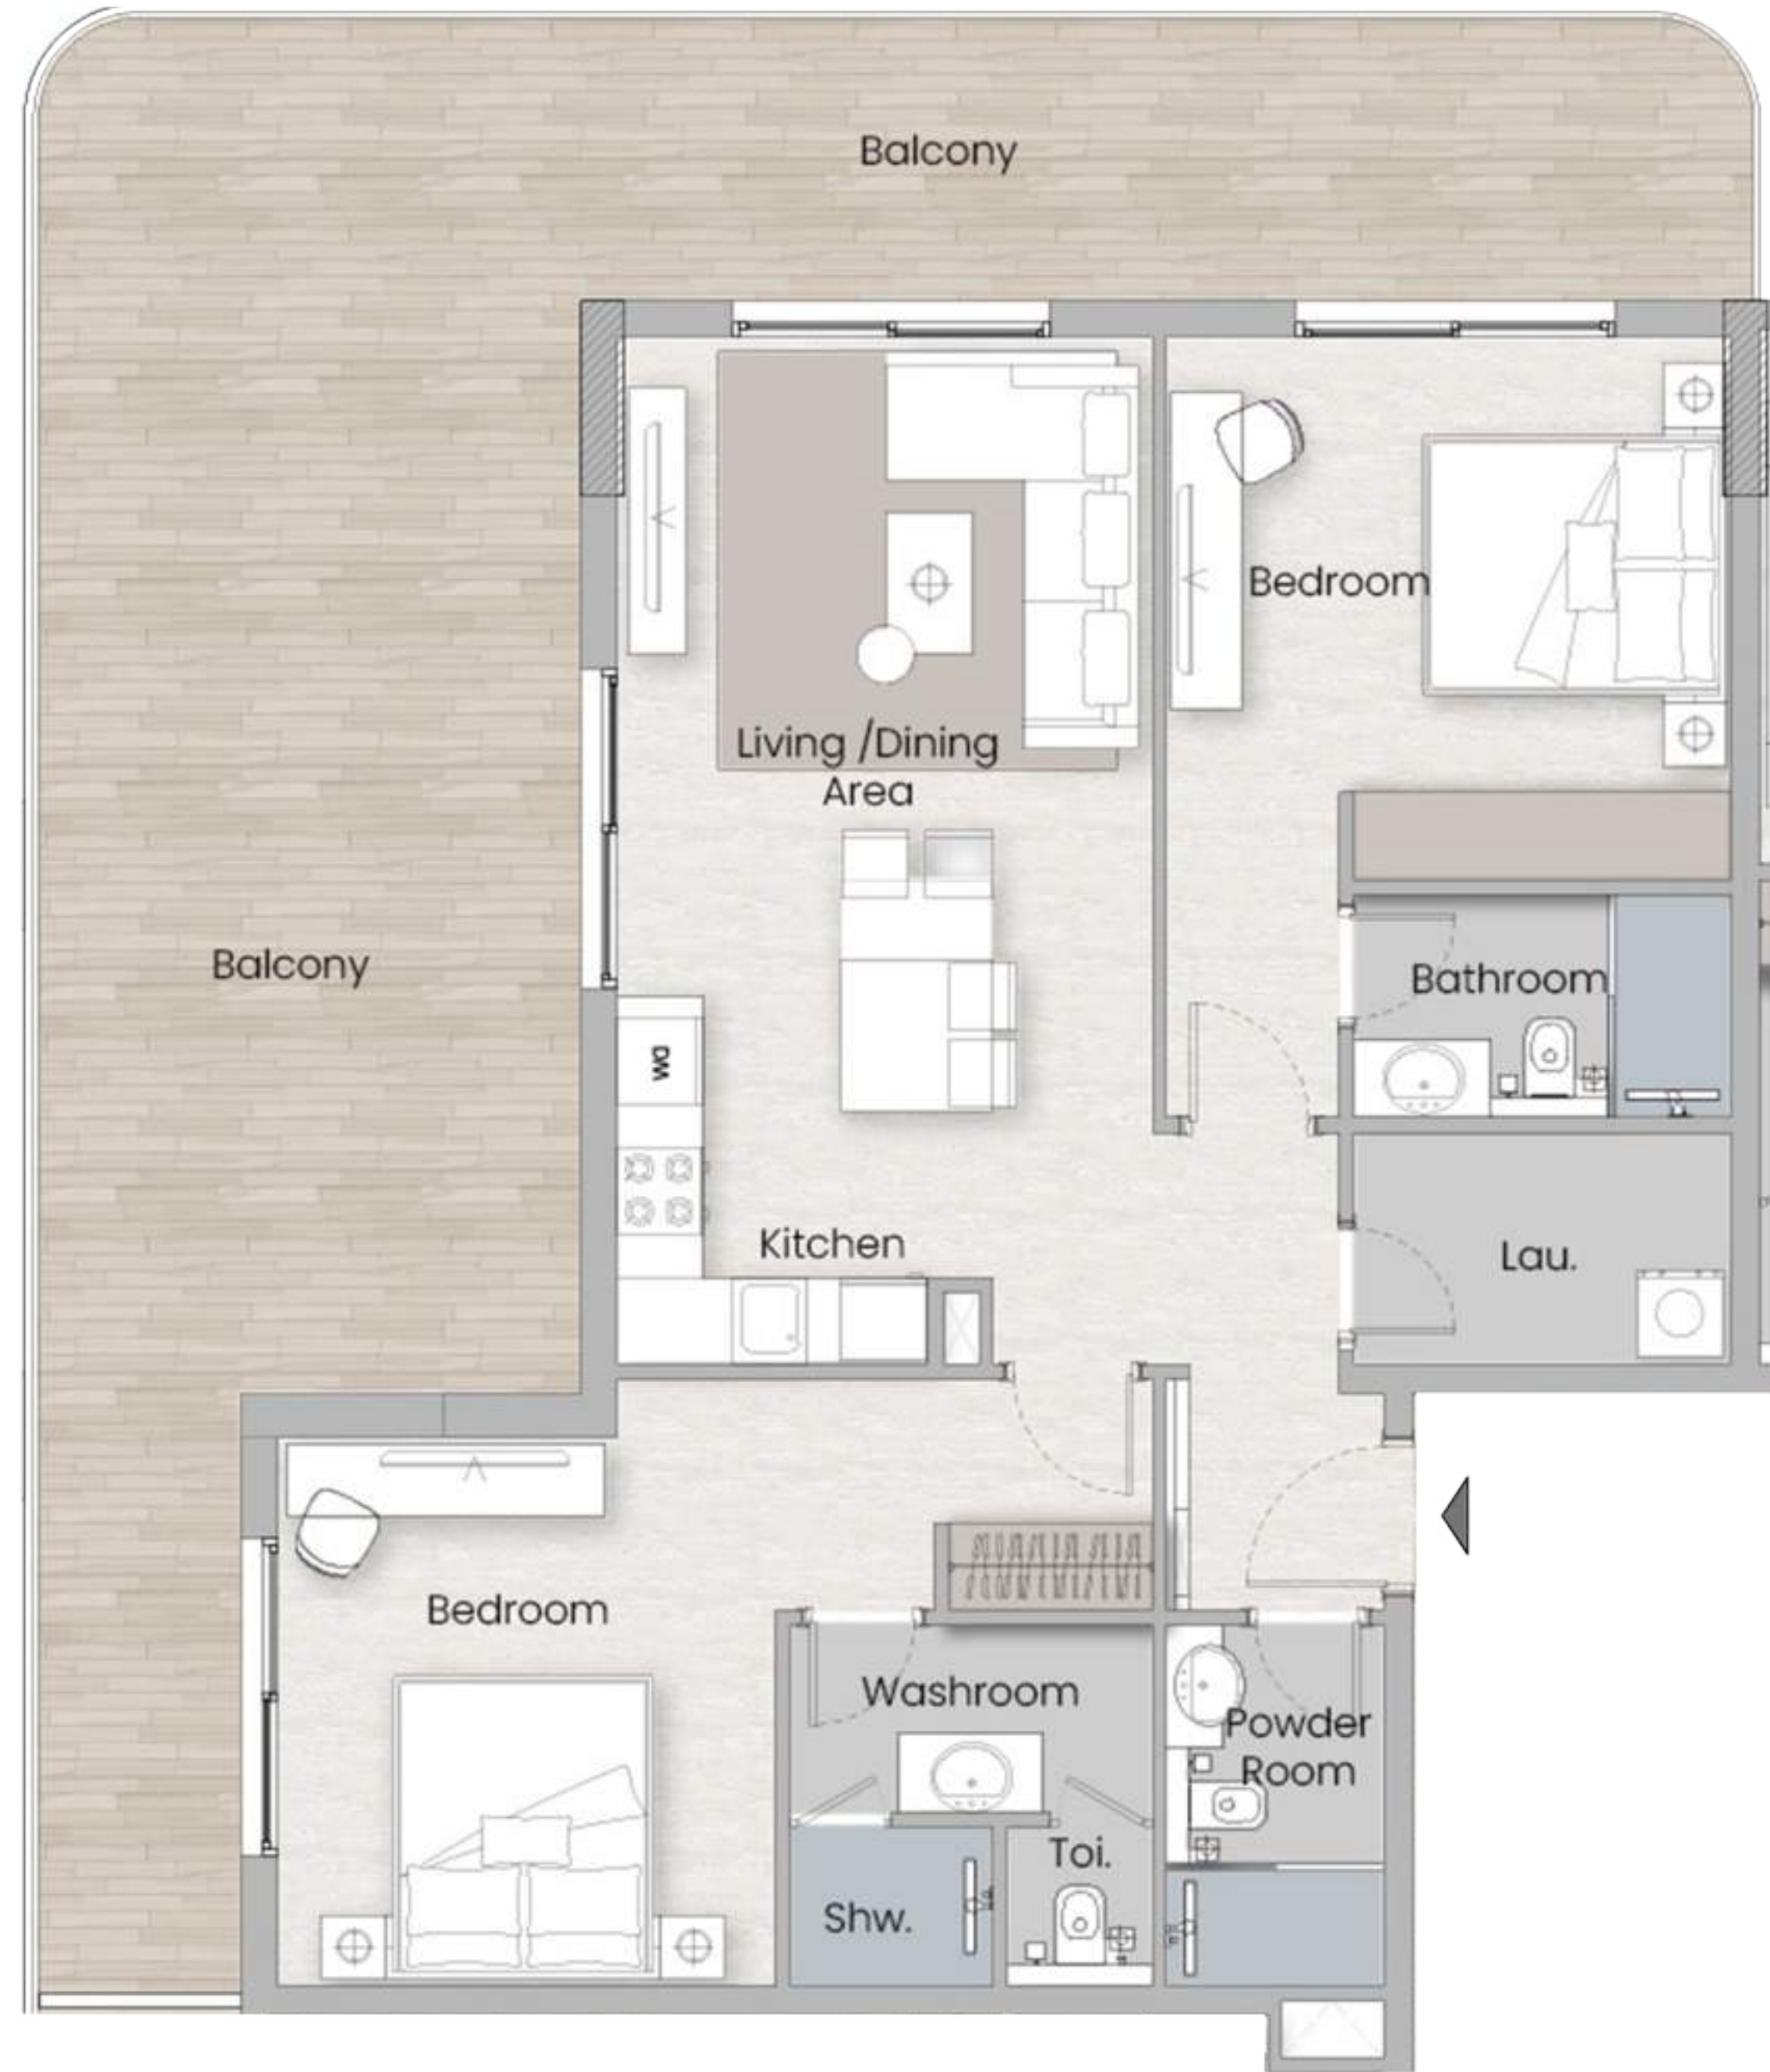 Balcony
Bedroom
Living /Dining
Area
Balcony
Bathroom
DW
Kitchen
Lau.
Bedroom
Washroom
Powder
Room
Toi.
Shw.